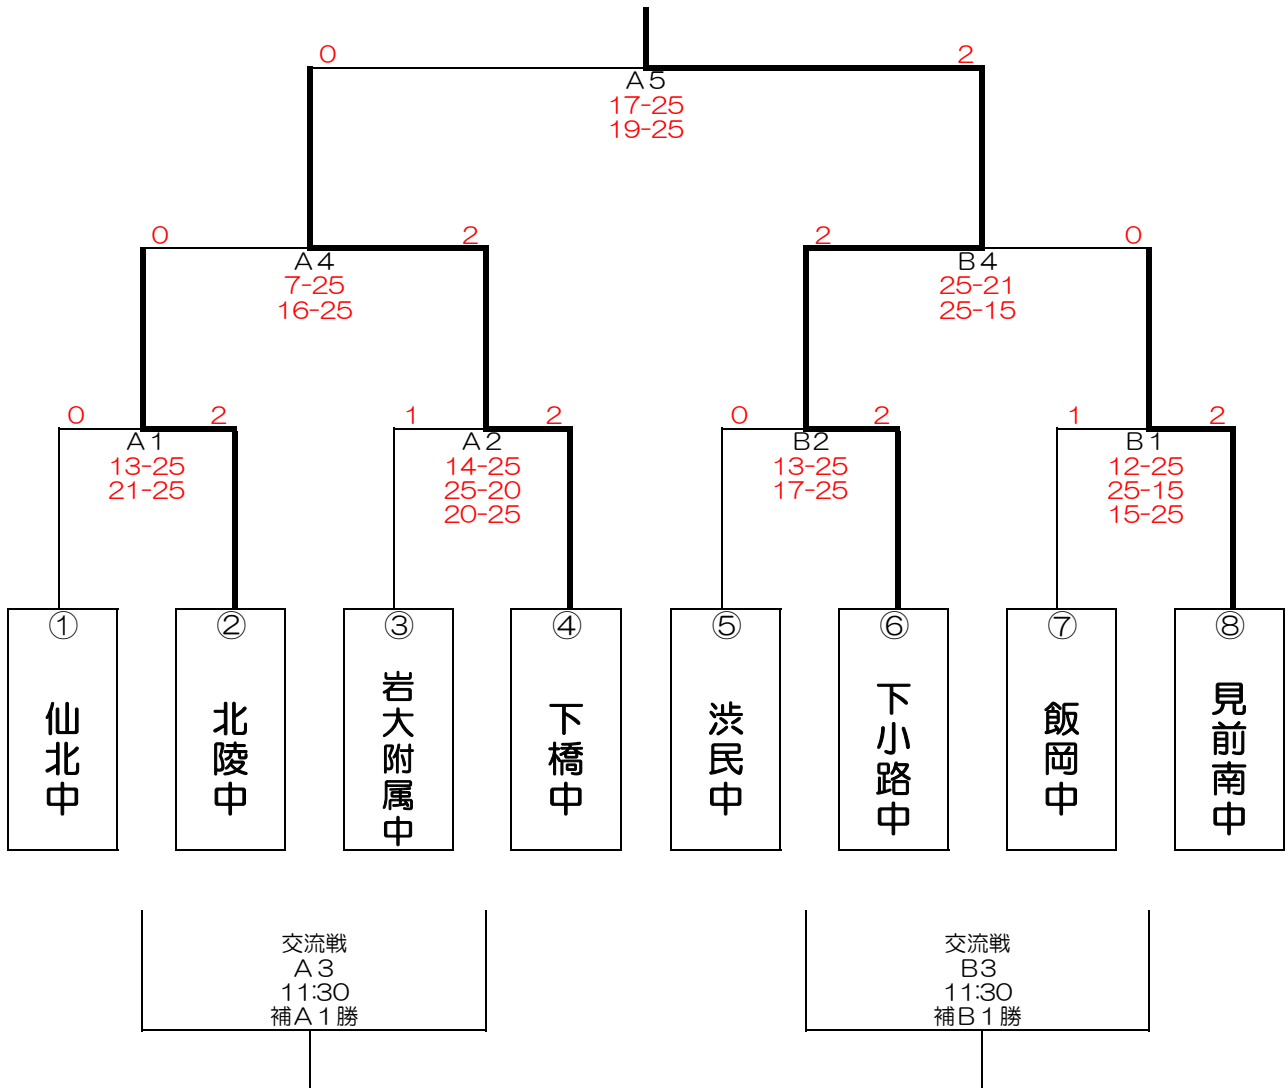 0
2
A5
17-25
19-25
0
2
A4
7-25
16-25
2
0
B4
25-21
25-15
0
2
A1
13-25
21-25
1
2
A2
14-25
25-20
20-25
0
2
B2
13-25
17-25
1
2
B1
12-25
25-15
15-25
①
仙北中
②
北陵中
③
岩大附属中
④
下橋中
⑤
渋民中
⑥
下小路中
⑦
飯岡中
⑧
見前南中
交流戦
A3
11:30
補A1勝
交流戦
B3
11:30
補B1勝